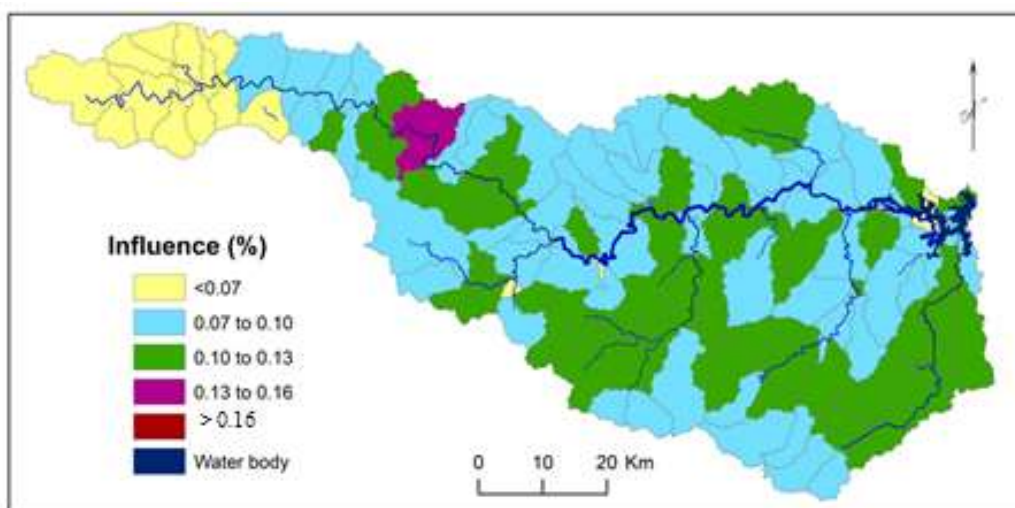 Influence (%)
<0.07
0.07 to 0.10
0.10 to 0.13
0.13 to 0.16
>0.16
Water body
0 10 20 Km